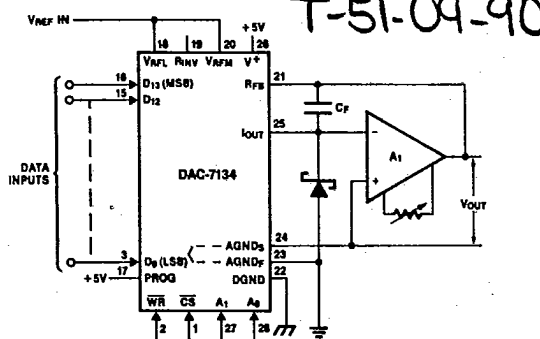 T-51-09-90
VREF IN
+5V
18 19 20 26
VRFL RINV VRFM V+
16 D13 (MSB)
15 D12
RFB 21
CF
IOUT 25
DATA
INPUTS
DAC-7134
A1
VOUT
- +
AGNDS 24
3 D0 (LSB)
AGNDF 23
+5V 17 PROG
DGND 22
WR CS A1 A0
2 1 27 28